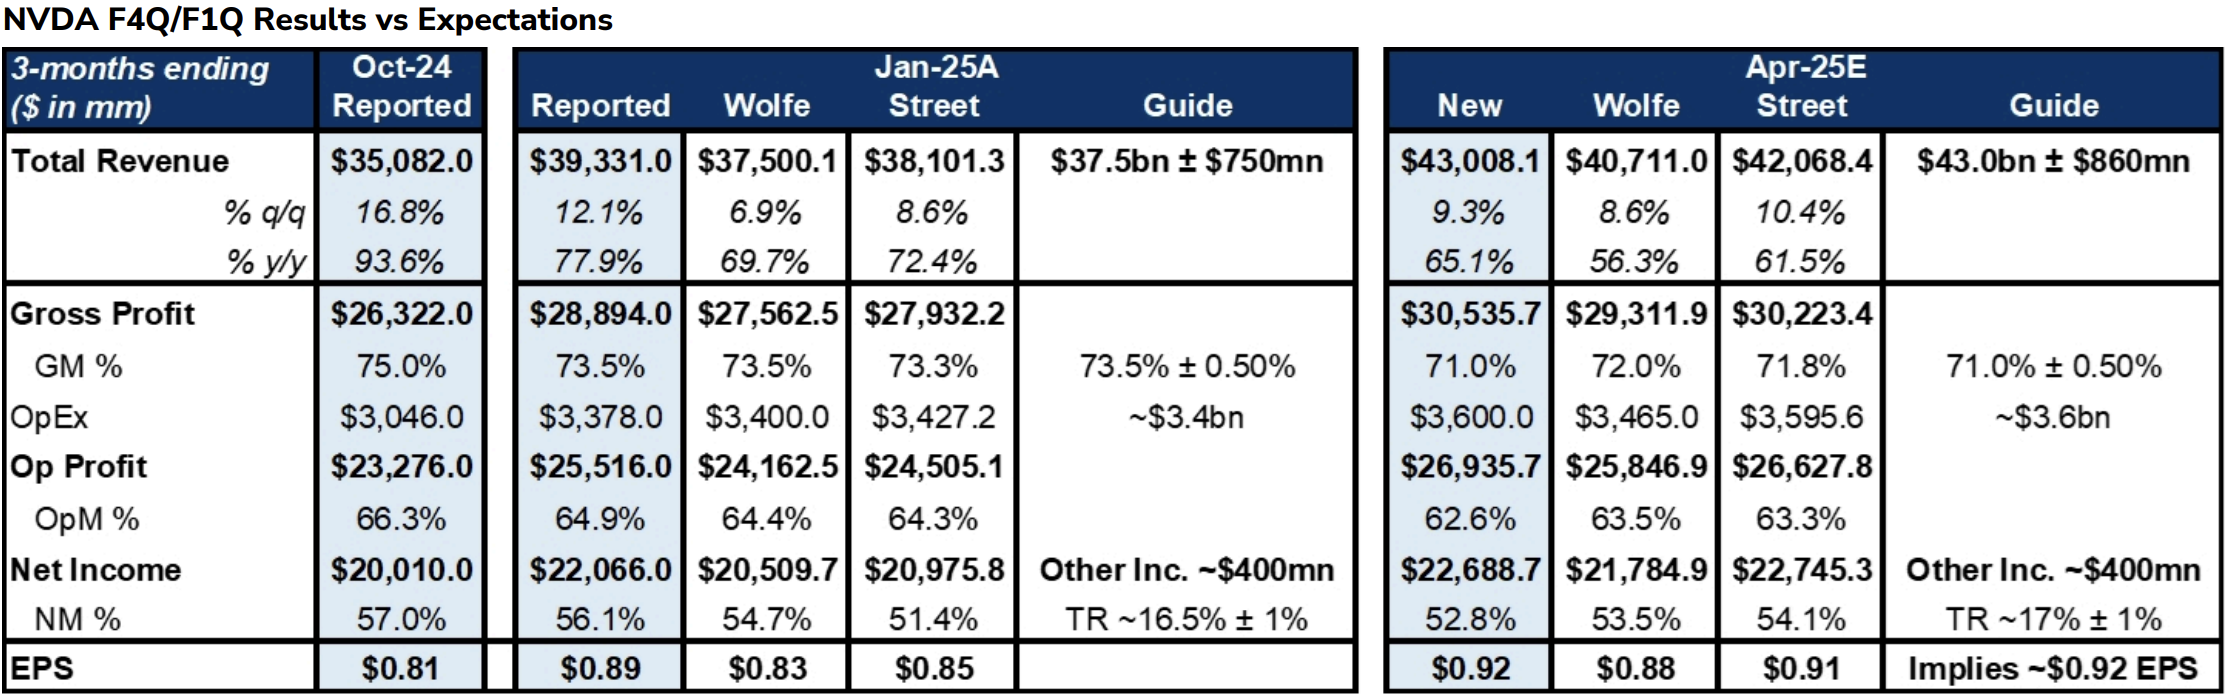 NVDA F4Q/F1Q Results vs Expectations
3-months ending Oct-24 Jan-25A Apr-25E
($ in mm) Reported Reported Wolfe Street Guide New Wolfe Street Guide
Total Revenue $35,082.0 $39,331.0 $37,500.1 $38,101.3 $37.5bn ± $750mn $43,008.1 $40,711.0 $42,068.4 $43.0bn ± $860mn
% q/q 16.8% 12.1% 6.9% 8.6% 9.3% 8.6% 10.4%
% y/y 93.6% 77.9% 69.7% 72.4% 65.1% 56.3% 61.5%
Gross Profit $26,322.0 $28,894.0 $27,562.5 $27,932.2 $30,535.7 $29,311.9 $30,223.4
GM % 75.0% 73.5% 73.5% 73.3% 73.5% ± 0.50% 71.0% 72.0% 71.8% 71.0% ± 0.50%
OpEx $3,046.0 $3,378.0 $3,400.0 $3,427.2 ~$3.4bn $3,600.0 $3,465.0 $3,595.6 ~$3.6bn
Op Profit $23,276.0 $25,516.0 $24,162.5 $24,505.1 $26,935.7 $25,846.9 $26,627.8
OpM % 66.3% 64.9% 64.4% 64.3% 62.6% 63.5% 63.3%
Net Income $20,010.0 $22,066.0 $20,509.7 $20,975.8 Other Inc. ~$400mn $22,688.7 $21,784.9 $22,745.3 Other Inc. ~$400mn
NM % 57.0% 56.1% 54.7% 51.4% TR ~16.5% ± 1% 52.8% 53.5% 54.1% TR ~17% ± 1%
EPS $0.81 $0.89 $0.83 $0.85 $0.92 $0.88 $0.91 Implies ~$0.92 EPS